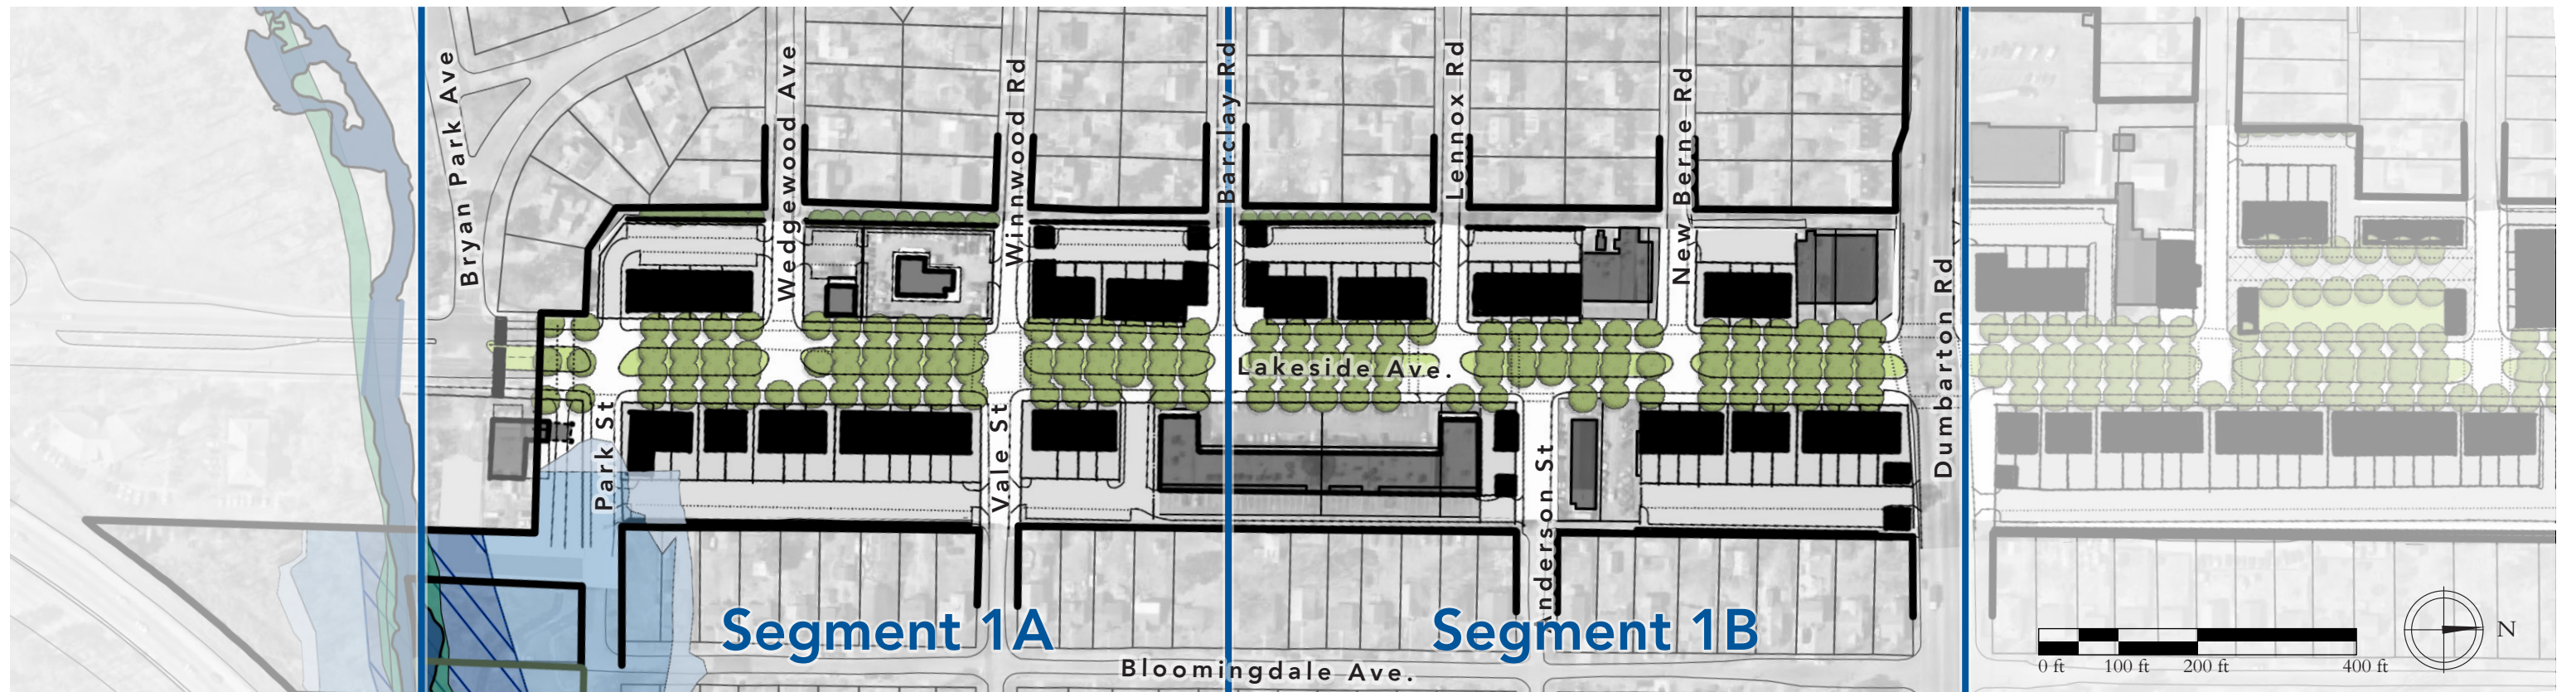 Bryan Park Ave
Wedgewood Ave
Winnwood Rd
Barclay Rd
Lennox Rd
New Berne Rd
Dumbarton Rd
Lakeside Ave.
Park St
Vale St
Anderson St
Segment 1A
Segment 1B
Bloomingdale Ave.
0 ft 100 ft 200 ft 400 ft
N